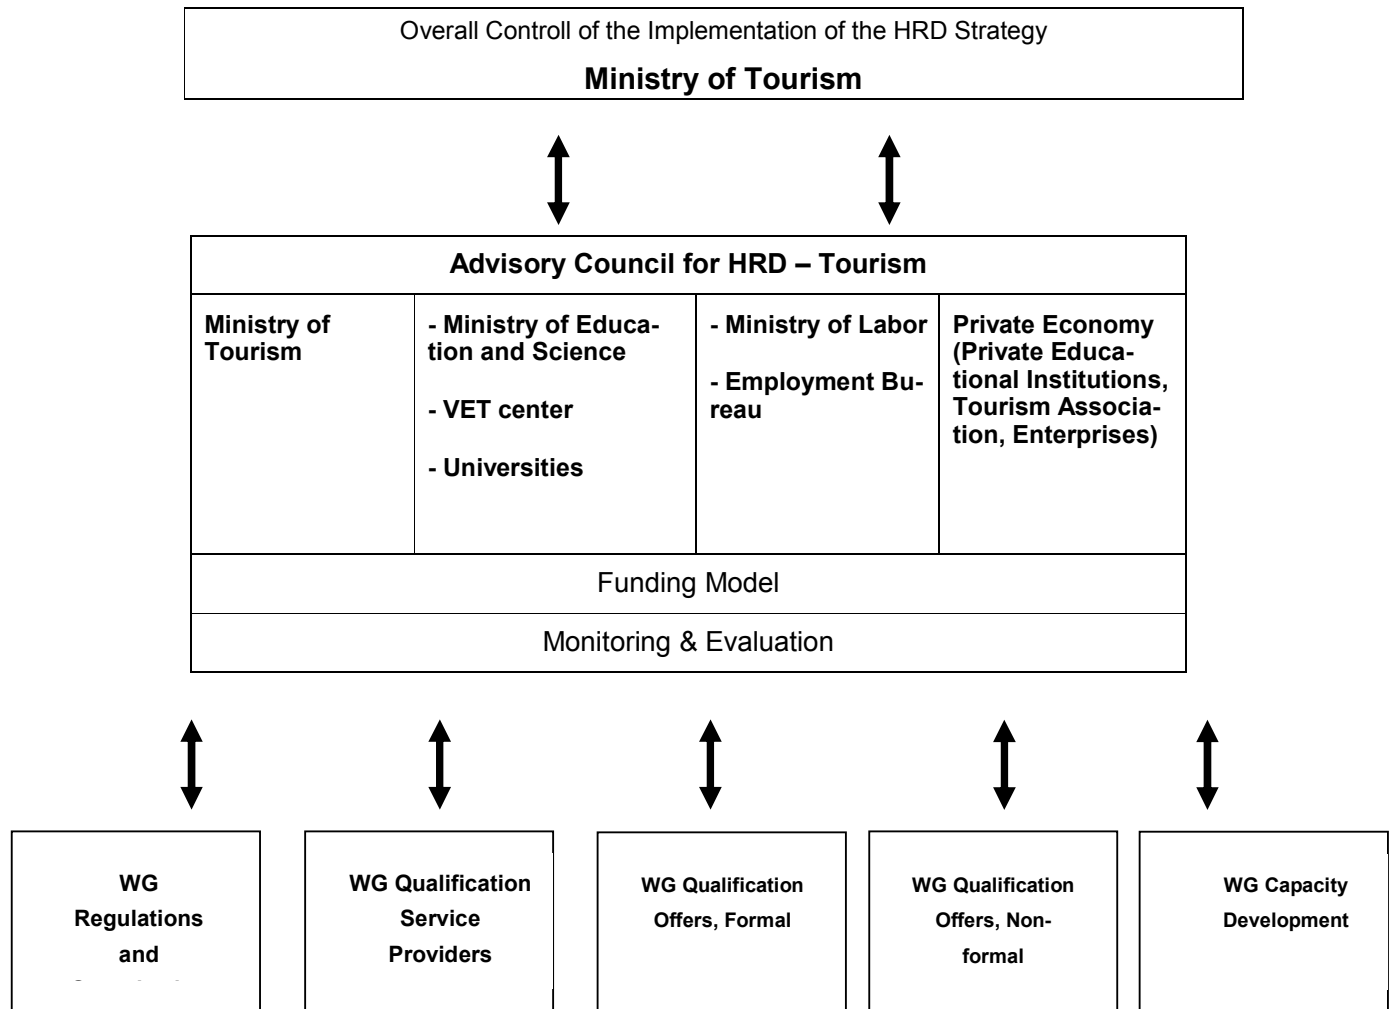 Overall Controll of the Implementation of the HRD Strategy
Ministry of Tourism
Advisory Council for HRD – Tourism
Ministry of
Tourism
- Ministry of Educa-
tion and Science
- VET center
- Universities
- Ministry of Labor
- Employment Bu-
reau
Private Economy
(Private Educa-
tional Institutions,
Tourism Associa-
tion, Enterprises)
Funding Model
Monitoring & Evaluation
WG
Regulations
and
WG Qualification
Service
Providers
WG Qualification
Offers, Formal
WG Qualification
Offers, Non-
formal
WG Capacity
Development